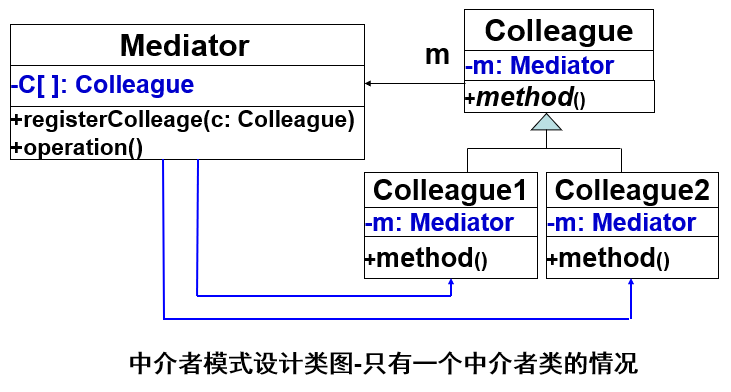 Mediator
-C[ ]: Colleague
+registerColleage(c: Colleague)
+operation()
m
Colleague
-m: Mediator
+method()
Colleague1
-m: Mediator
+method()
Colleague2
-m: Mediator
+method()
中介者模式设计类图-只有一个中介者类的情况